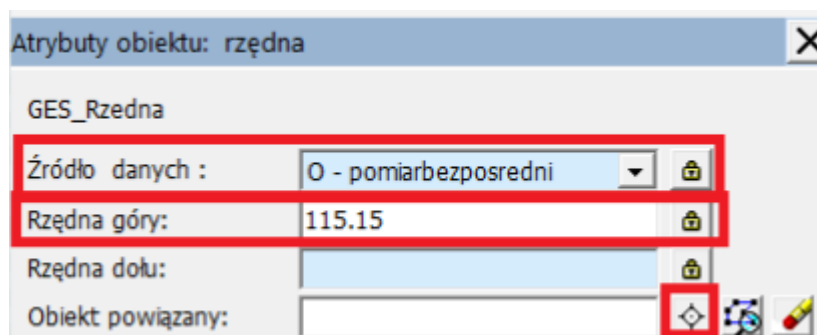 Atrybuty obiektu: rzędna
GES_Rzedna
Źródło danych : O - pomiarbezposredni
Rzędna góry: 115.15
Rzędna dołu:
Obiekt powiązany: